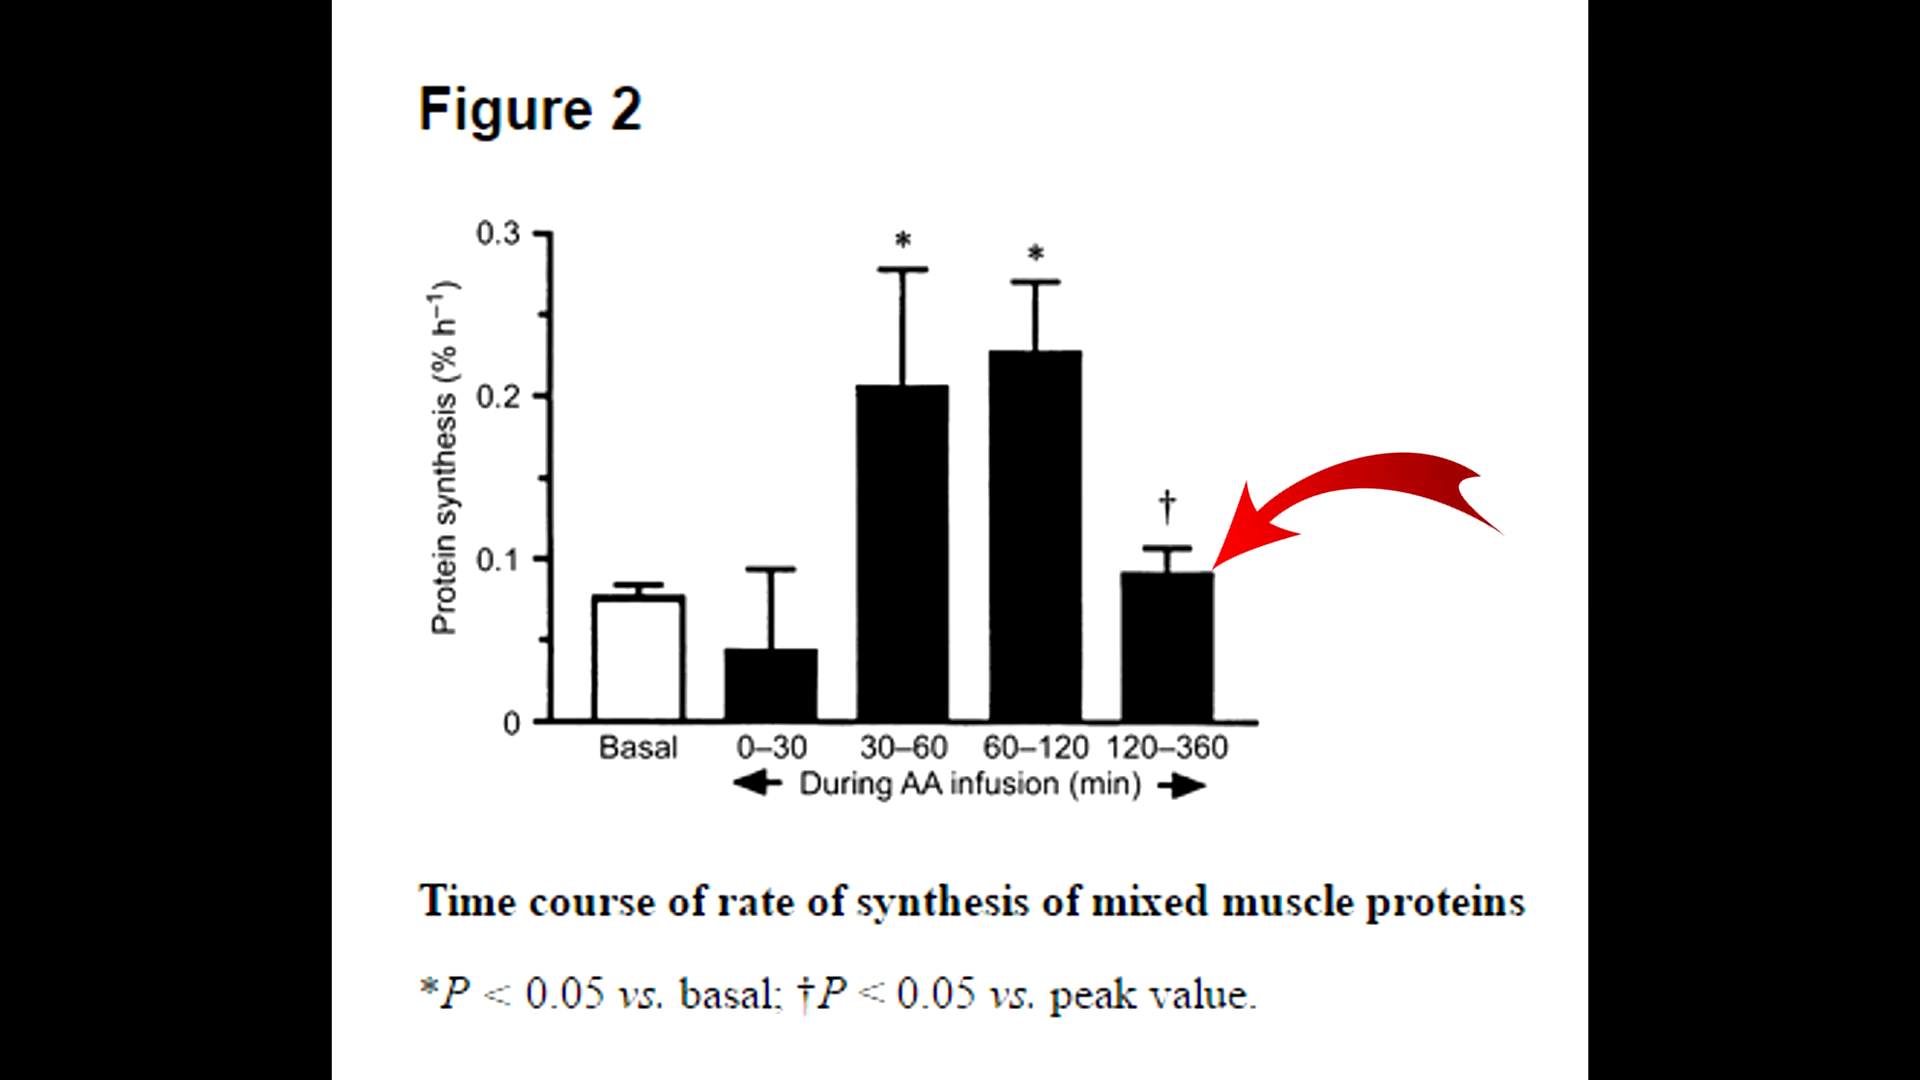 Figure 2
0.3
0.2
0.1
0
Protein synthesis (% h⁻¹)
*
*
†
Basal
0–30
30–60
60–120
120–360
During AA infusion (min)
Time course of rate of synthesis of mixed muscle proteins
*P < 0.05 vs. basal; †P < 0.05 vs. peak value.